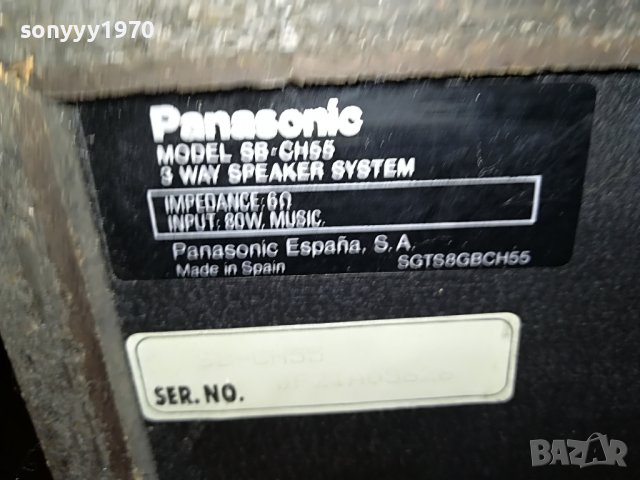 sonyyy1970
Panasonic
MODEL SB-CH55
3 WAY SPEAKER SYSTEM
IMPEDANCE: 6Ω
INPUT: 80W. MUSIC.
Panasonic España, S.A.
Made in Spain
SGTS8GBCH55
SER. NO.
BAZAR